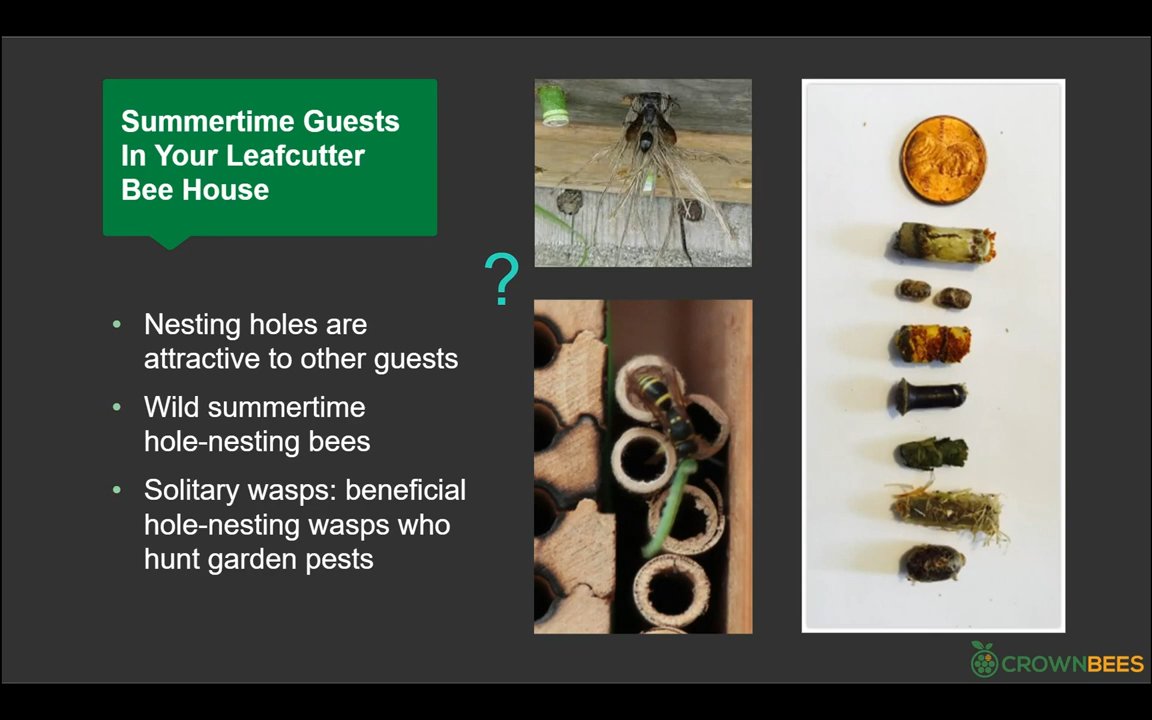 Summertime Guests
In Your Leafcutter
Bee House
?
• Nesting holes are
attractive to other guests
• Wild summertime
hole-nesting bees
• Solitary wasps: beneficial
hole-nesting wasps who
hunt garden pests
CROWNBEES